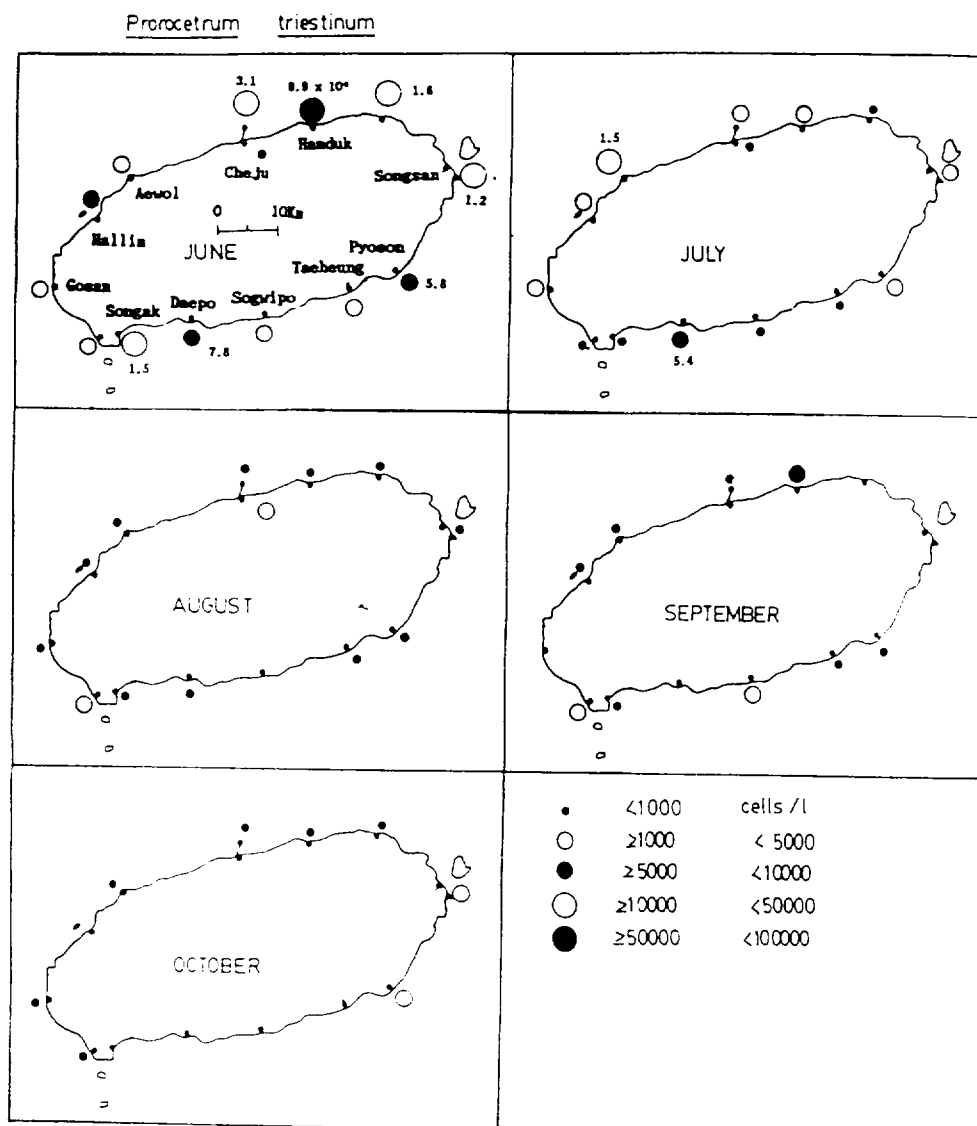 Prorocetrum triestinum
3.1
8.9 x 10⁴
1.6
Hamduk
Cheju
Songsan
1.2
Aewol
0 10Km
Hallim
JUNE
Pyoson
Taeheung
5.8
Gosan
Songak
Daepo
Sogwipo
1.5
7.8
1.5
JULY
5.4
AUGUST
SEPTEMBER
OCTOBER
<1000 cells/l
≥1000 < 5000
≥5000 <10000
≥10000 <50000
≥50000 <100000